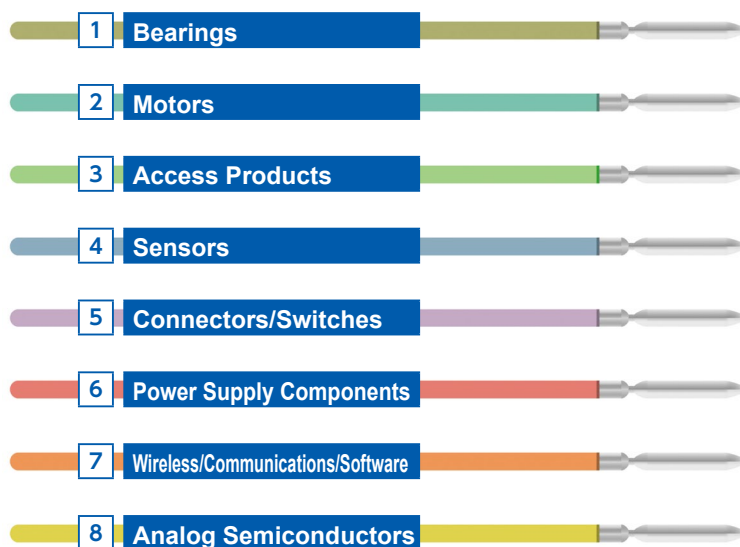 1 Bearings
2 Motors
3 Access Products
4 Sensors
5 Connectors/Switches
6 Power Supply Components
7 Wireless/Communications/Software
8 Analog Semiconductors